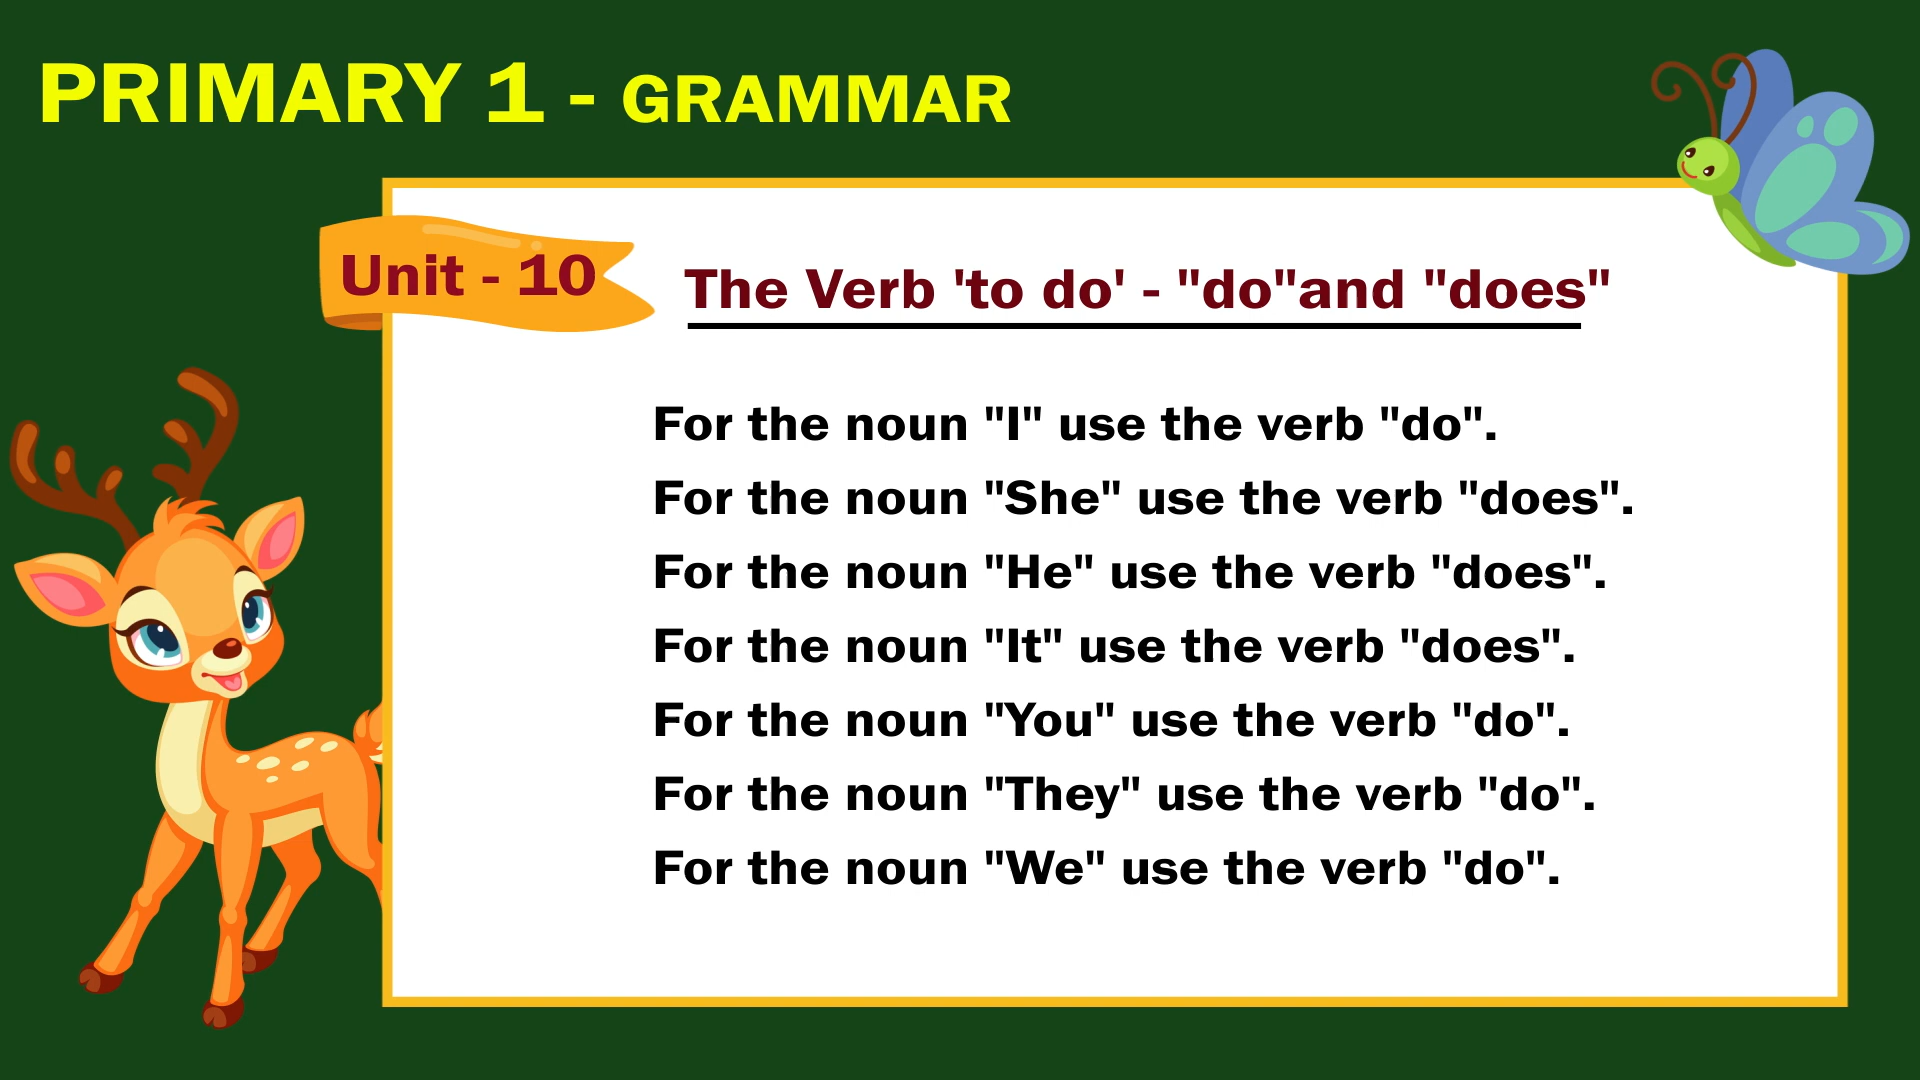 PRIMARY 1 - GRAMMAR
Unit - 10
The Verb 'to do' - "do"and "does"
For the noun "I" use the verb "do".
For the noun "She" use the verb "does".
For the noun "He" use the verb "does".
For the noun "It" use the verb "does".
For the noun "You" use the verb "do".
For the noun "They" use the verb "do".
For the noun "We" use the verb "do".